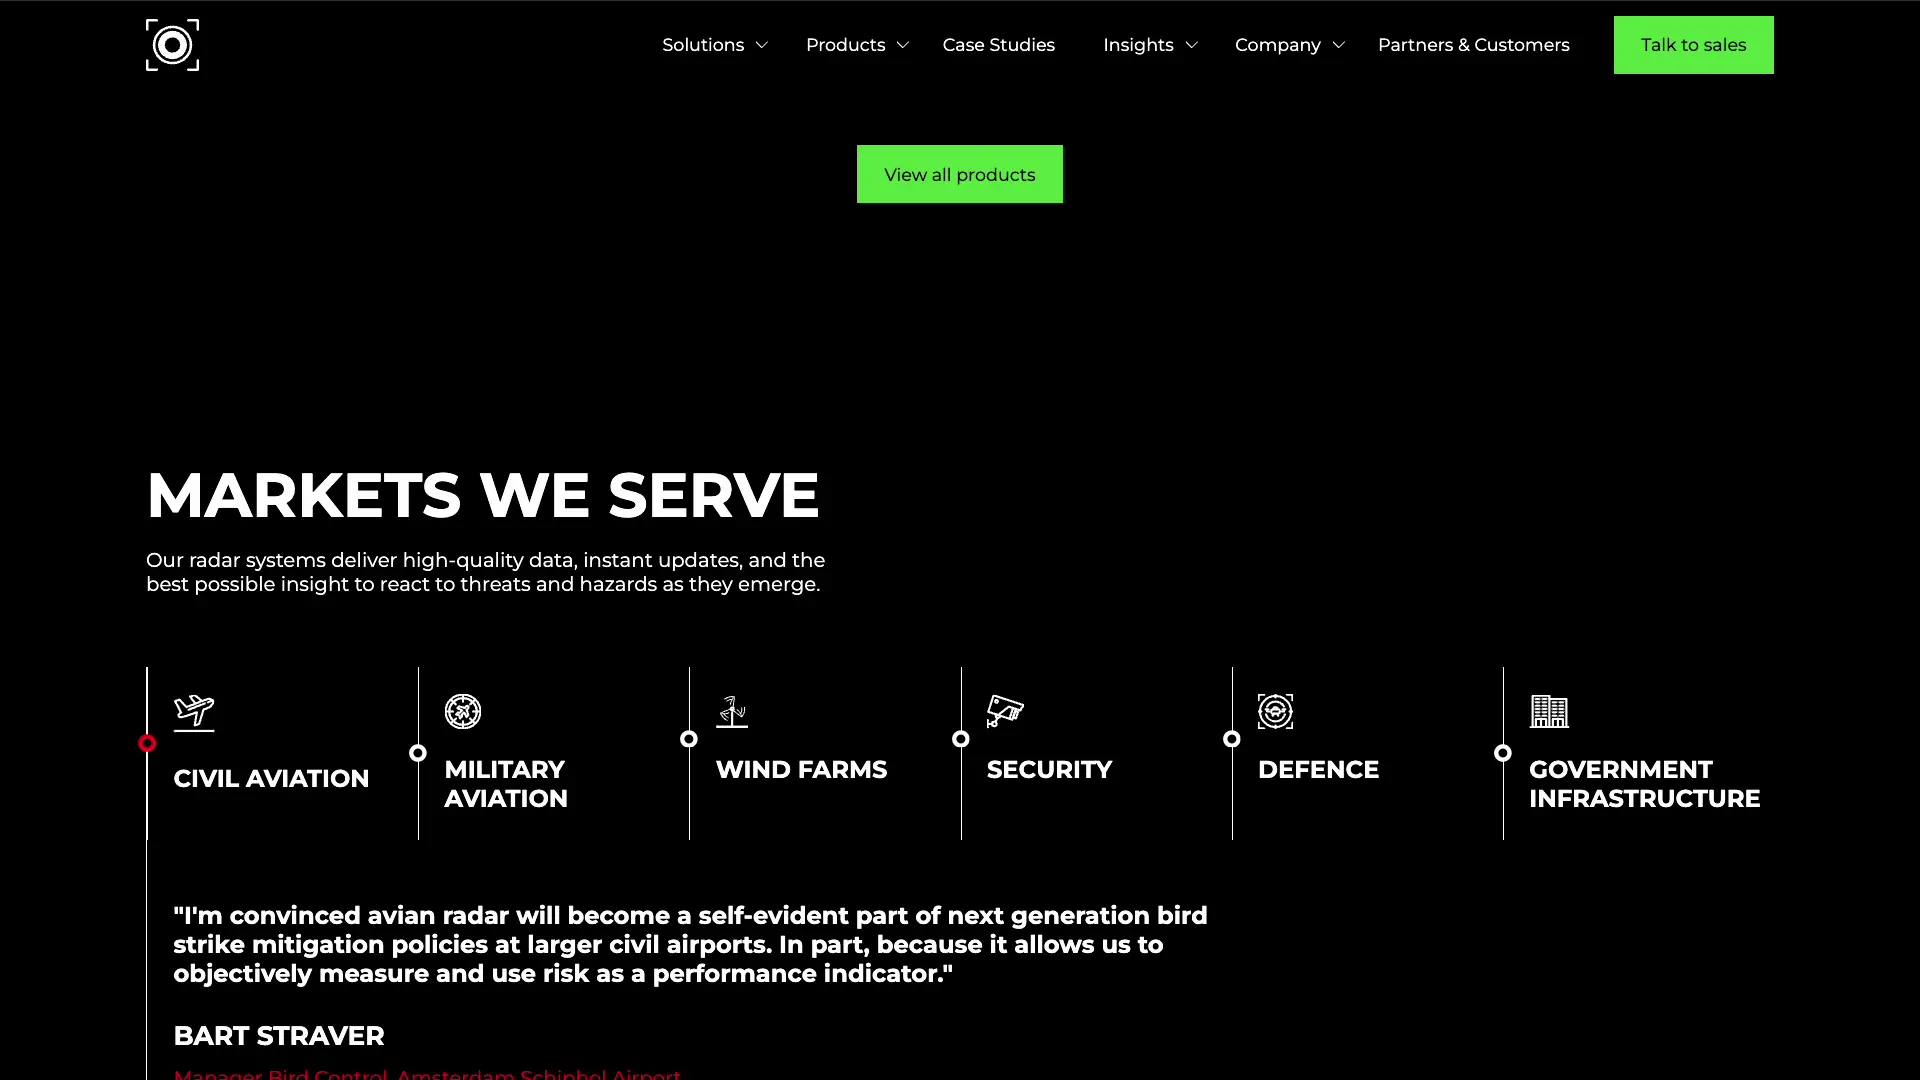 Solutions
Products
Case Studies
Insights
Company
Partners & Customers
Talk to sales
View all products
MARKETS WE SERVE
Our radar systems deliver high-quality data, instant updates, and the
best possible insight to react to threats and hazards as they emerge.
CIVIL AVIATION
MILITARY
AVIATION
WIND FARMS
SECURITY
DEFENCE
GOVERNMENT
INFRASTRUCTURE
"I'm convinced avian radar will become a self-evident part of next generation bird
strike mitigation policies at larger civil airports. In part, because it allows us to
objectively measure and use risk as a performance indicator."
BART STRAVER
Manager Bird Control, Amsterdam Schiphol Airport